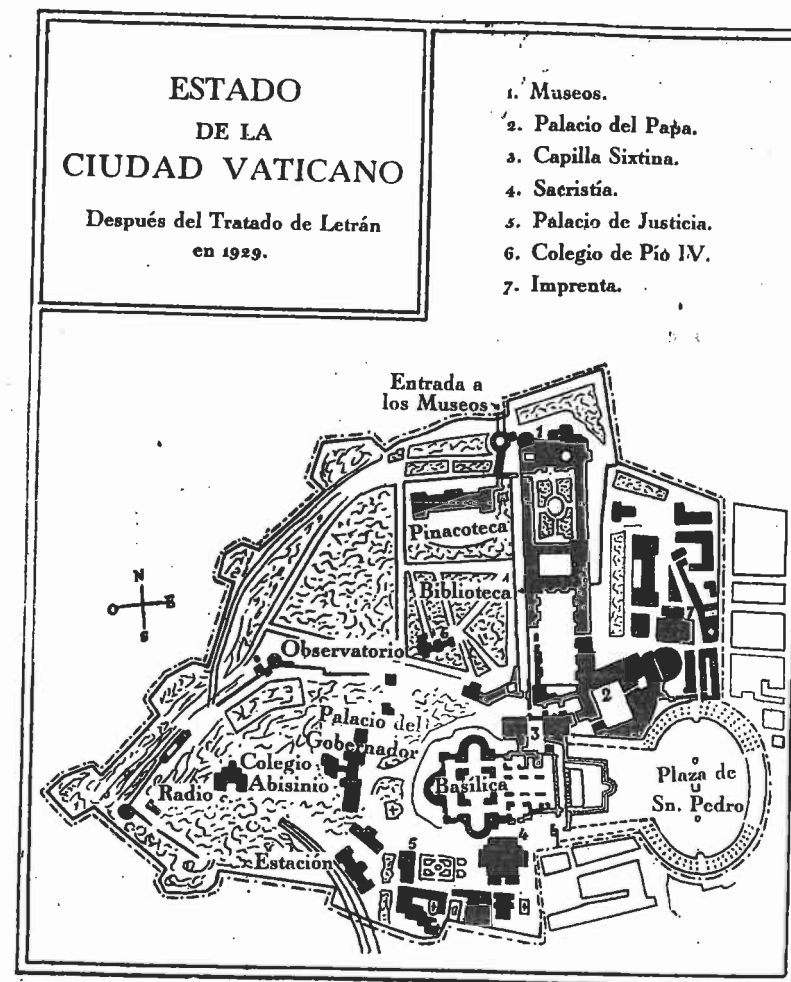 ESTADO
DE LA
CIUDAD VATICANO
Después del Tratado de Letrán
en 1929.
1. Museos.
2. Palacio del Papa.
3. Capilla Sixtina.
4. Sacristía.
5. Palacio de Justicia.
6. Colegio de Pío IV.
7. Imprenta.
Entrada a
los Museos
1
Pinacoteca
Biblioteca
7
N
O E
S
6
Observatorio
2
Palacio del
Gobernador
3
Colegio
Abisinio
Radio
Basílica
Plaza de
Sn. Pedro
4
5
Estación